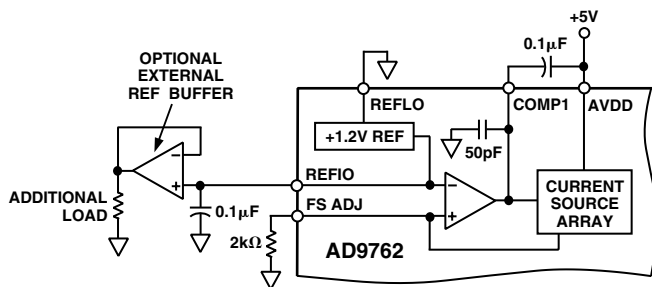 +5V
0.1µF
OPTIONAL
EXTERNAL
REF BUFFER
REFLO
COMP1
AVDD
+1.2V REF
50pF
–
+
REFIO
–
+
CURRENT
SOURCE
ARRAY
ADDITIONAL
LOAD
0.1µF
FS ADJ
2kΩ
AD9762